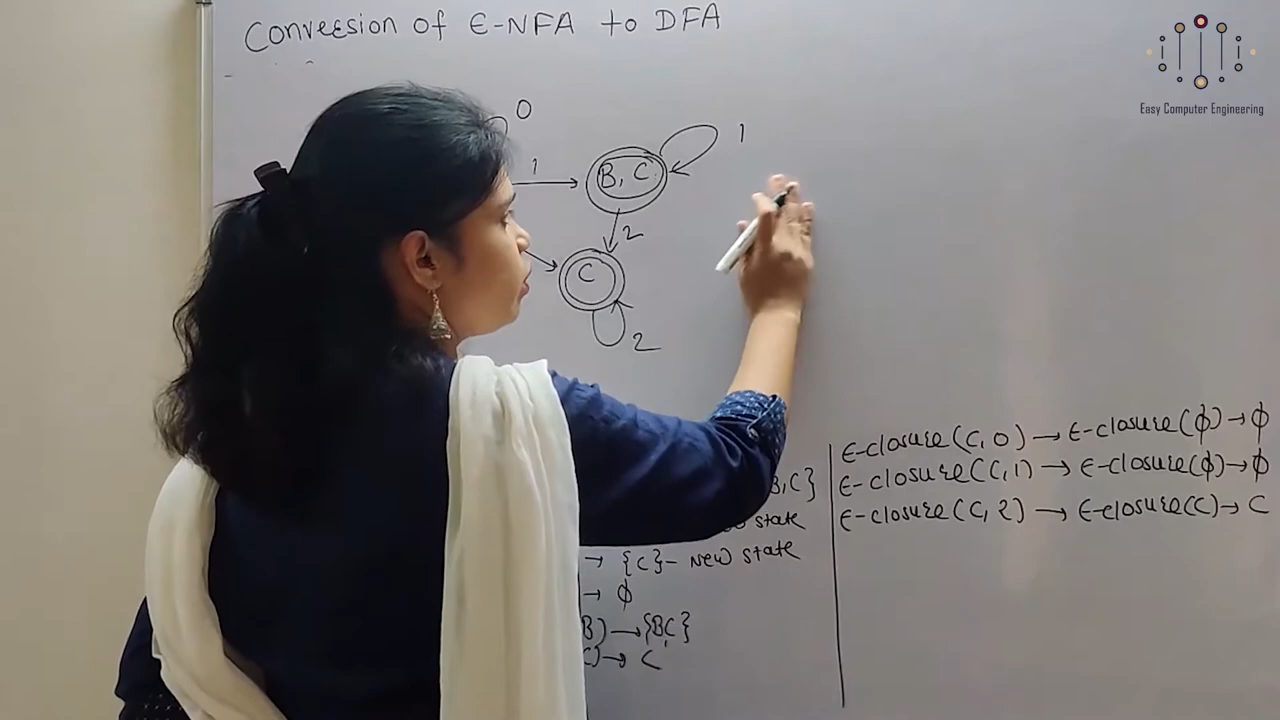 Conversion of ϵ-NFA to DFA
Easy Computer Engineering
0
1
1
B, C
2
C
2
B,C}
state
→ {C}- New state
→ ϕ
B) → {B,C}
C) → C
ϵ-closure(C, 0) → ϵ-closure(ϕ) → ϕ
ϵ-closure(C, 1) → ϵ-closure(ϕ) → ϕ
ϵ-closure(C, 2) → ϵ-closure(C) → C